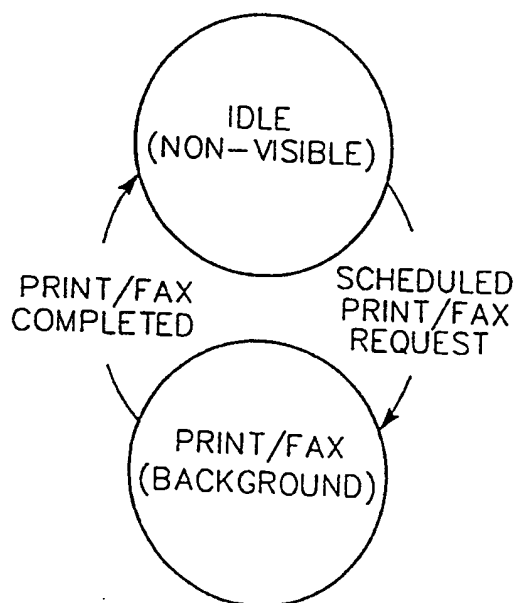 IDLE
(NON-VISIBLE)
PRINT/FAX
COMPLETED
SCHEDULED
PRINT/FAX
REQUEST
PRINT/FAX
(BACKGROUND)